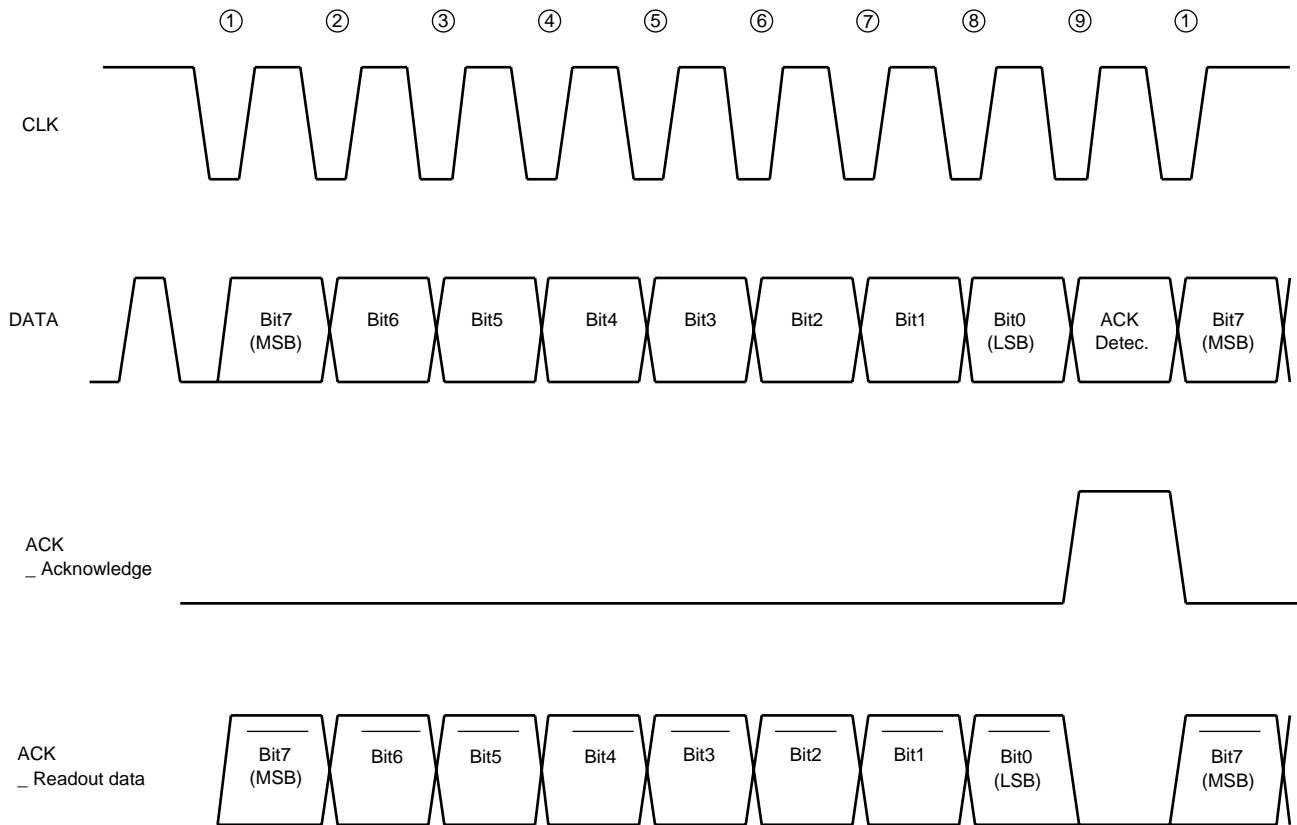 ① ② ③ ④ ⑤ ⑥ ⑦ ⑧ ⑨ ①
CLK
DATA
Bit7
(MSB)
Bit6
Bit5
Bit4
Bit3
Bit2
Bit1
Bit0
(LSB)
ACK
Detec.
Bit7
(MSB)
ACK
_ Acknowledge
ACK
_ Readout data
Bit7
(MSB)
Bit6
Bit5
Bit4
Bit3
Bit2
Bit1
Bit0
(LSB)
Bit7
(MSB)